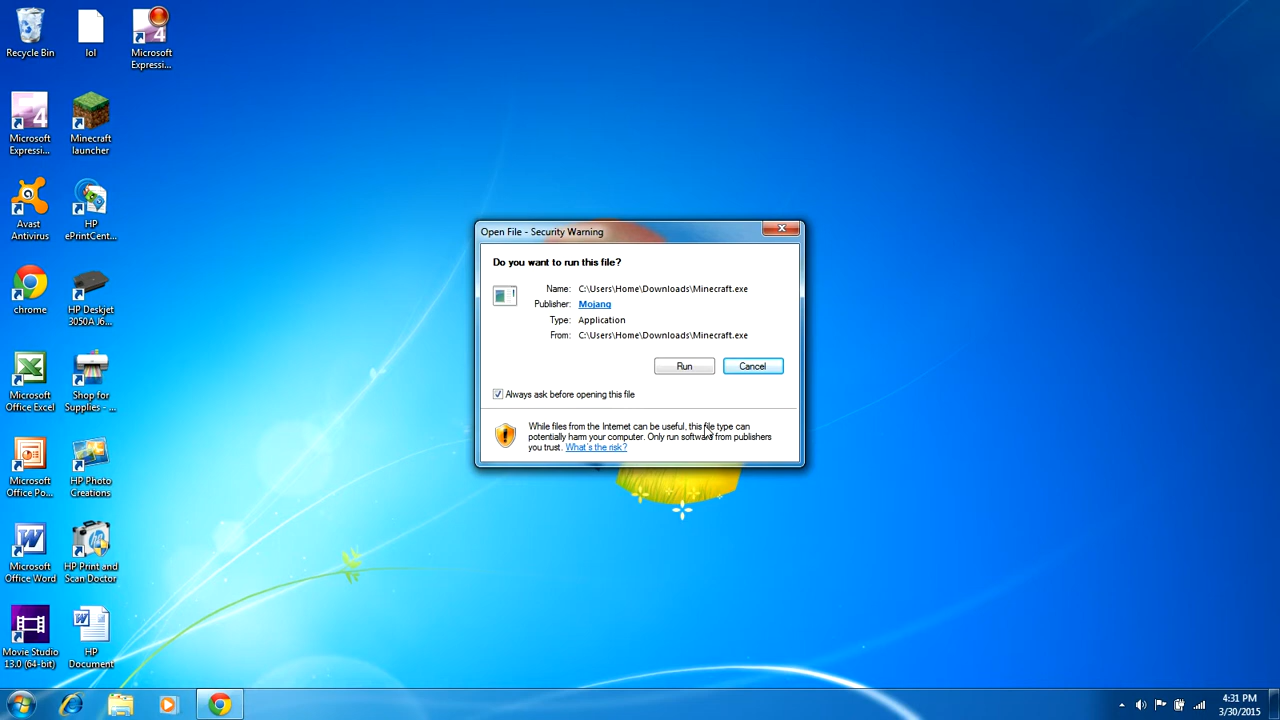 Recycle Bin
lol
Microsoft
Expressi...
4
4
Microsoft
Expressi...
Minecraft
launcher
Avast
Antivirus
HP
ePrintCent...
chrome
HP Deskjet
3050A J6...
Microsoft
Office Excel
Shop for
Supplies - ...
Microsoft
Office Po...
HP Photo
Creations
Microsoft
Office Word
HP Print and
Scan Doctor
Movie Studio
13.0 (64-bit)
HP
Document
Open File - Security Warning
Do you want to run this file?
Name: C:\Users\Home\Downloads\Minecraft.exe
Publisher: Mojang
Type: Application
From: C:\Users\Home\Downloads\Minecraft.exe
Run
Cancel
Always ask before opening this file
While files from the Internet can be useful, this file type can
potentially harm your computer. Only run software from publishers
you trust. What's the risk?
4:31 PM
3/30/2015